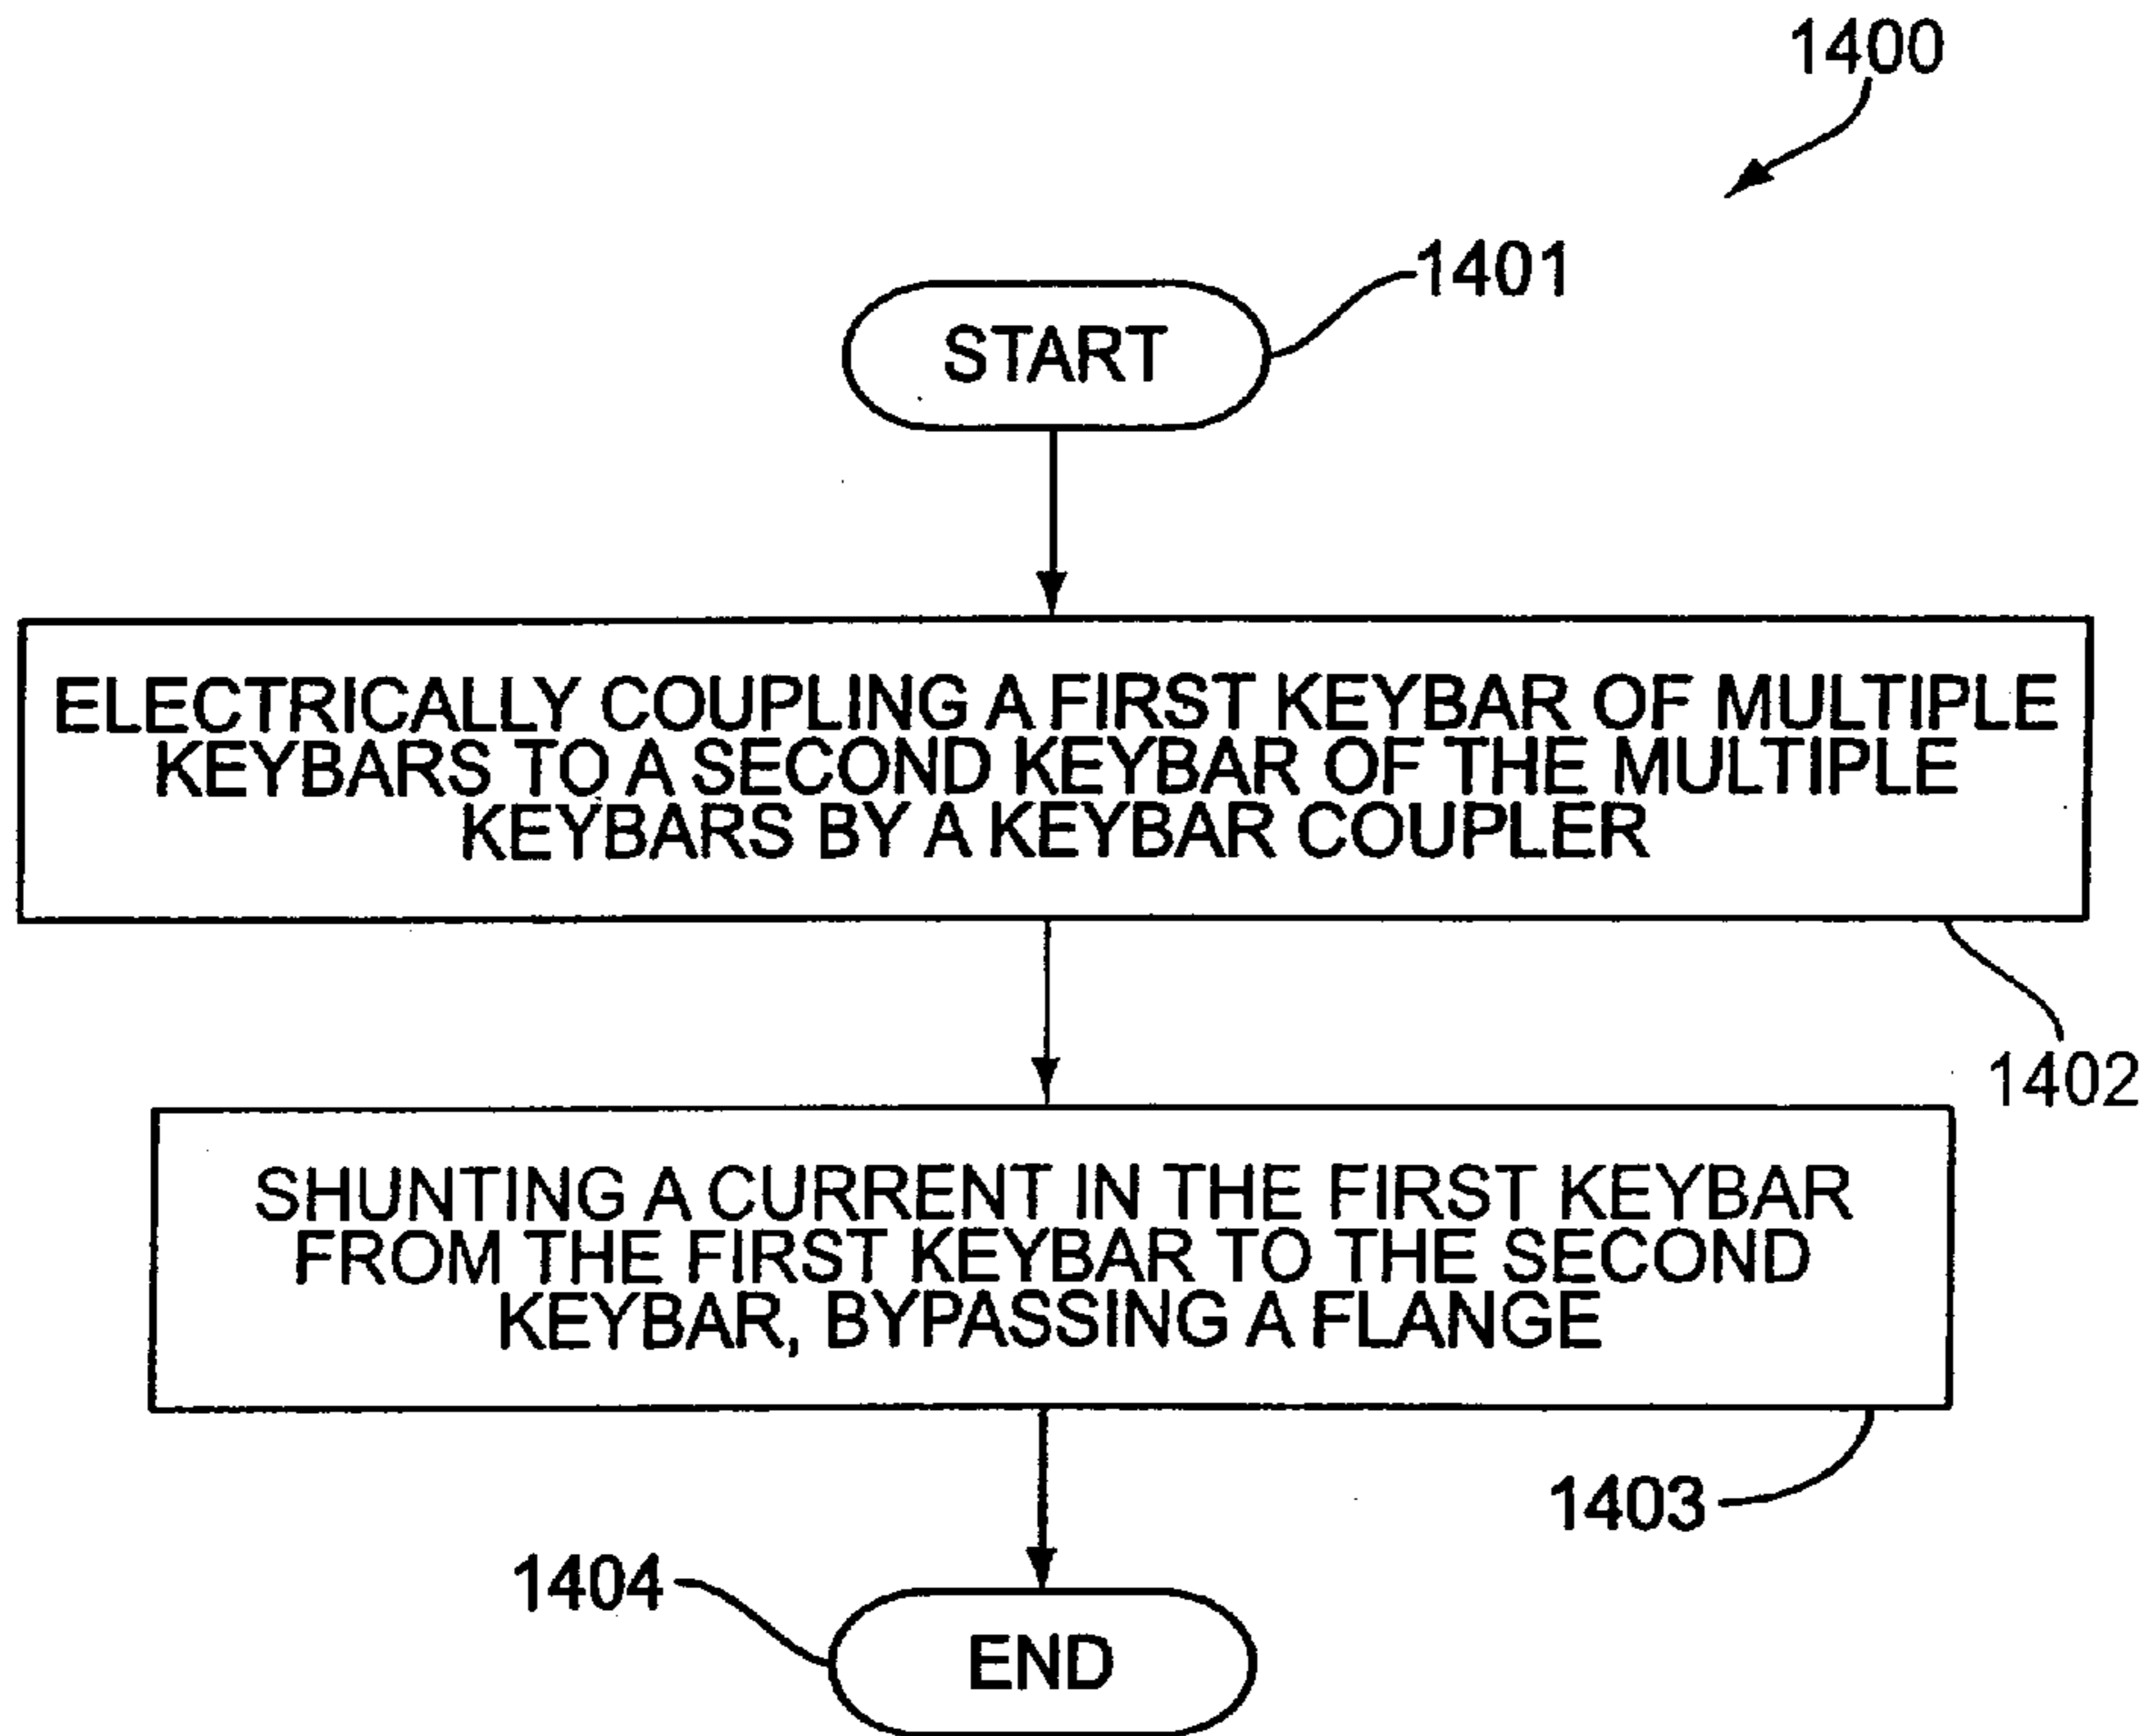 1400
1401
START
ELECTRICALLY COUPLING A FIRST KEYBAR OF MULTIPLE
KEYBARS TO A SECOND KEYBAR OF THE MULTIPLE
KEYBARS BY A KEYBAR COUPLER
1402
SHUNTING A CURRENT IN THE FIRST KEYBAR
FROM THE FIRST KEYBAR TO THE SECOND
KEYBAR, BYPASSING A FLANGE
1403
1404
END